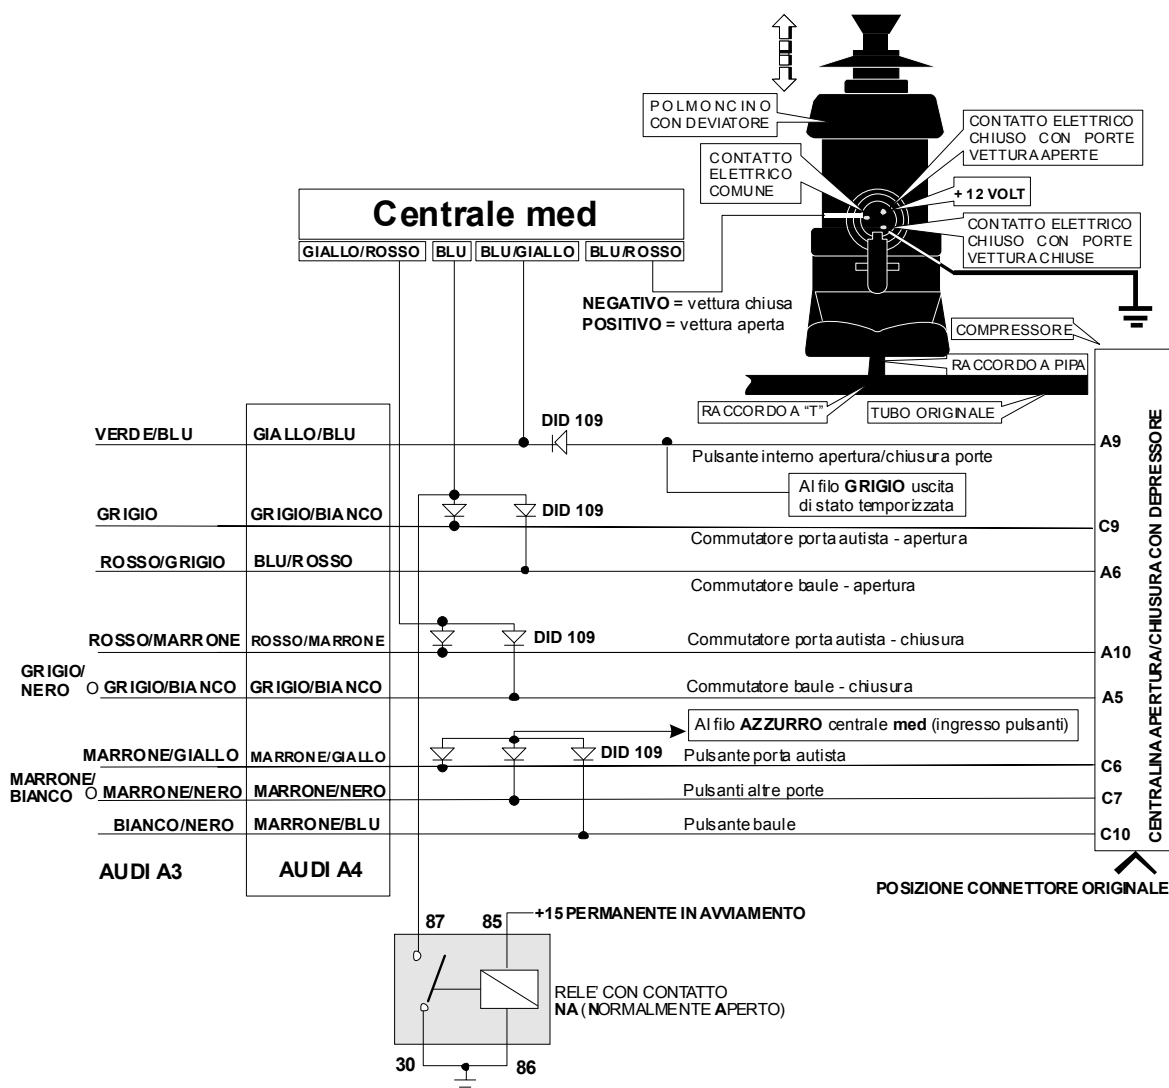 POLMONCINO
CON DEVIATORE
CONTATTO ELETTRICO
CHIUSO CON PORTE
VETTURA APERTE
CONTATTO
ELETTRICO
COMUNE
+ 12 VOLT
CONTATTO ELETTRICO
CHIUSO CON PORTE
VETTURA CHIUSE
Centrale med
GIALLO/ROSSO BLU BLU/GIALLO BLU/ROSSO
NEGATIVO = vettura chiusa
POSITIVO = vettura aperta
COMPRESSORE
RACCORDO A PIPA
RACCORDO A "T"
TUBO ORIGINALE
VERDE/BLU GIALLO/BLU DID 109 A9
Pulsante interno apertura/chiusura porte
Al filo GRIGIO uscita
di stato temporizzata
GRIGIO GRIGIO/BIANCO DID 109 C9
Commutatore porta autista - apertura
ROSSO/GRIGIO BLU/ROSSO A6
Commutatore baule - apertura
ROSSO/MARRONE ROSSO/MARRONE DID 109 Commutatore porta autista - chiusura A10
GRIGIO/
NERO O GRIGIO/BIANCO GRIGIO/BIANCO Commutatore baule - chiusura A5
Al filo AZZURRO centrale med (ingresso pulsanti)
MARRONE/GIALLO MARRONE/GIALLO DID 109 Pulsante porta autista C6
MARRONE/
BIANCO O MARRONE/NERO MARRONE/NERO Pulsanti altre porte C7
BIANCO/NERO MARRONE/BLU Pulsante baule C10
CENTRALINA APERTURA/CHIUSURA CON DEPRESSORE
AUDI A3 AUDI A4
POSIZIONE CONNETTORE ORIGINALE
87 85 +15 PERMANENTE IN AVVIAMENTO
RELE' CON CONTATTO
NA (NORMALMENTE APERTO)
30 86